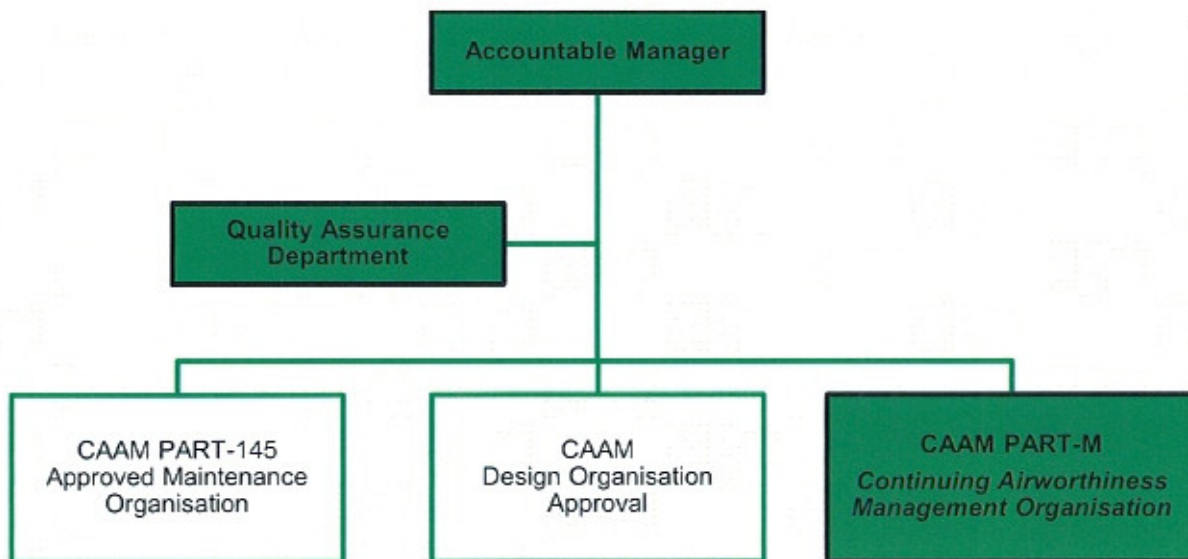 Accountable Manager
Quality Assurance
Department
CAAM PART-145
Approved Maintenance
Organisation
CAAM
Design Organisation
Approval
CAAM PART-M
Continuing Airworthiness
Management Organisation